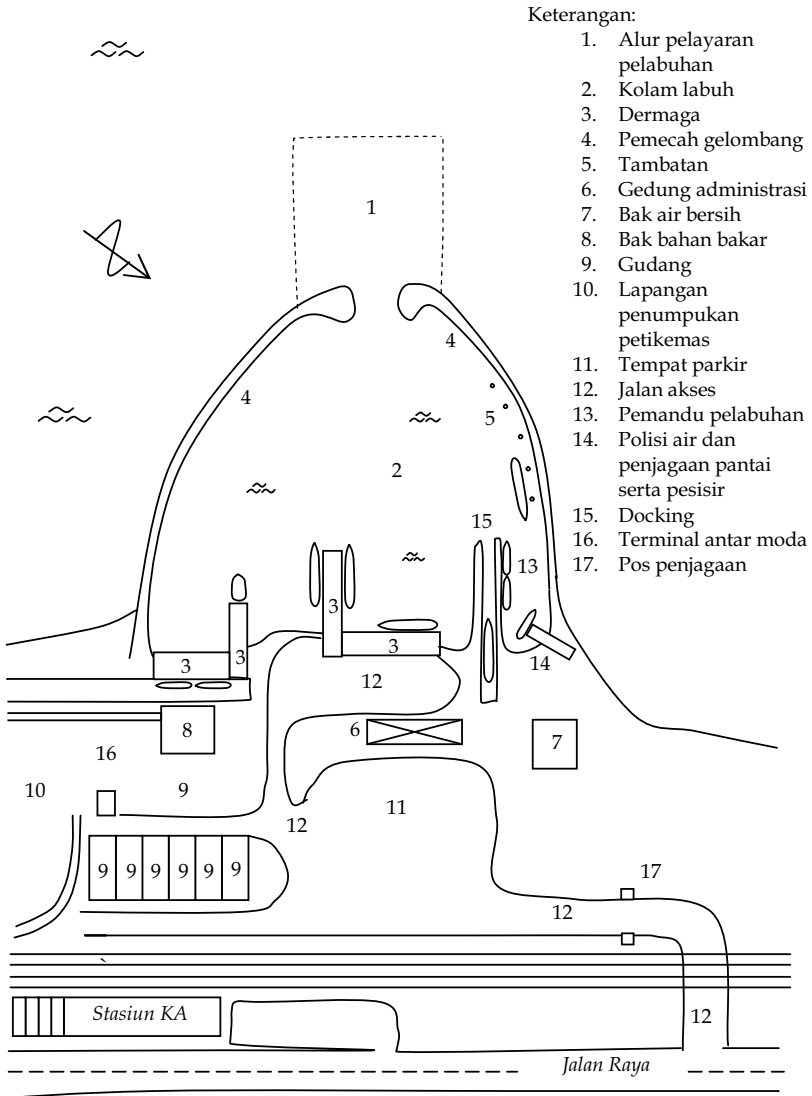 Keterangan:
1. Alur pelayaran
pelabuhan
2. Kolam labuh
3. Dermaga
4. Pemecah gelombang
5. Tambatan
6. Gedung administrasi
7. Bak air bersih
8. Bak bahan bakar
9. Gudang
10. Lapangan
penumpukan
petikemas
11. Tempat parkir
12. Jalan akses
13. Pemandu pelabuhan
14. Polisi air dan
penjagaan pantai
serta pesisir
15. Docking
16. Terminal antar moda
17. Pos penjagaan
1
4
4
5
2
15
13
3
3
3
3
14
12
8
6
7
16
10
9
11
12
9 9 9 9 9 9
17
12
Stasiun KA
12
Jalan Raya